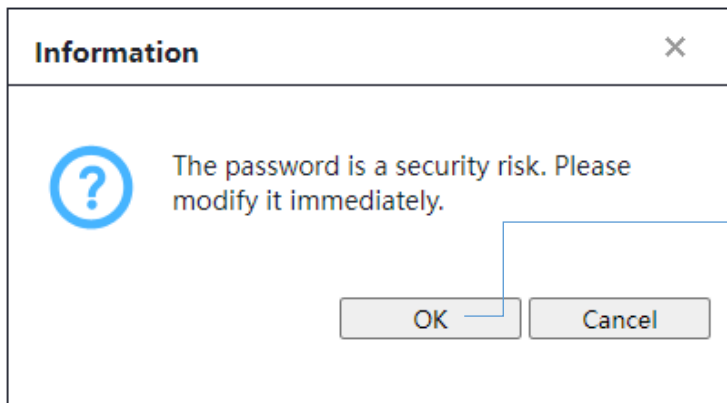 Information
The password is a security risk. Please
modify it immediately.
OK
Cancel